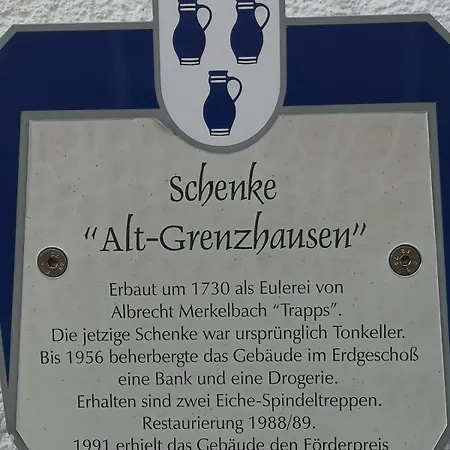 Schenke
"Alt-Grenzhausen"
Erbaut um 1730 als Eulerei von
Albrecht Merkelbach "Trapps".
Die jetzige Schenke war ursprünglich Tonkeller.
Bis 1956 beherbergte das Gebäude im Erdgeschoß
eine Bank und eine Drogerie.
Erhalten sind zwei Eiche-Spindeltreppen.
Restaurierung 1988/89.
1991 erhielt das Gebäude den Förderpreis